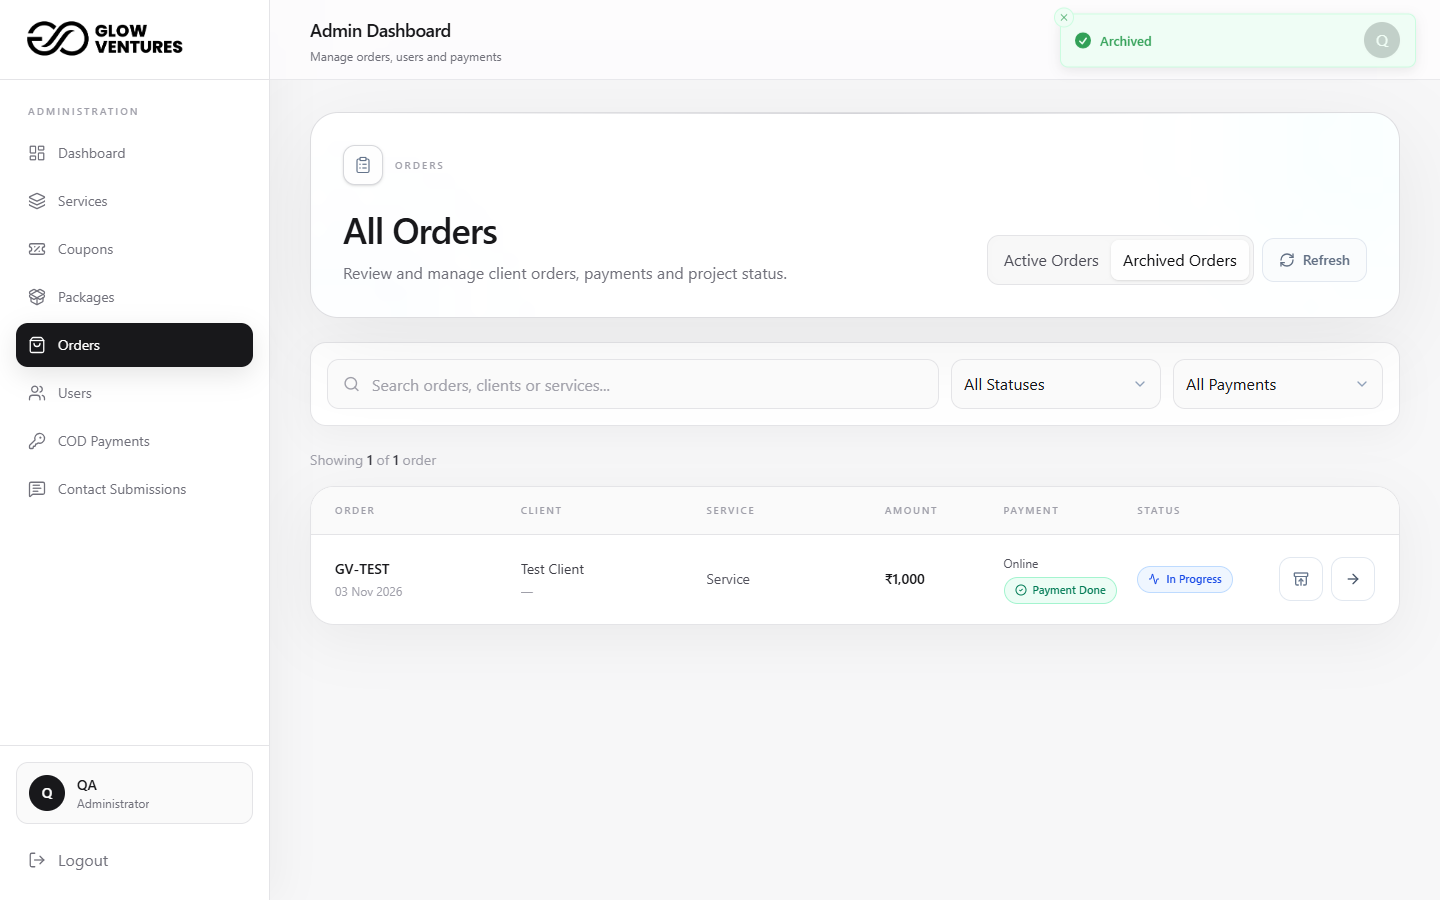 GLOW
VENTURES
ADMINISTRATION
Dashboard
Services
Coupons
Packages
Orders
Users
COD Payments
Contact Submissions
Q
QA
Administrator
Logout
Admin Dashboard
Manage orders, users and payments
Archived
Q
ORDERS
All Orders
Review and manage client orders, payments and project status.
Active Orders
Archived Orders
Refresh
Search orders, clients or services...
All Statuses
All Payments
Showing 1 of 1 order
ORDER CLIENT SERVICE AMOUNT PAYMENT STATUS
GV-TEST
03 Nov 2026
Test Client
—
Service
₹1,000
Online
Payment Done
In Progress